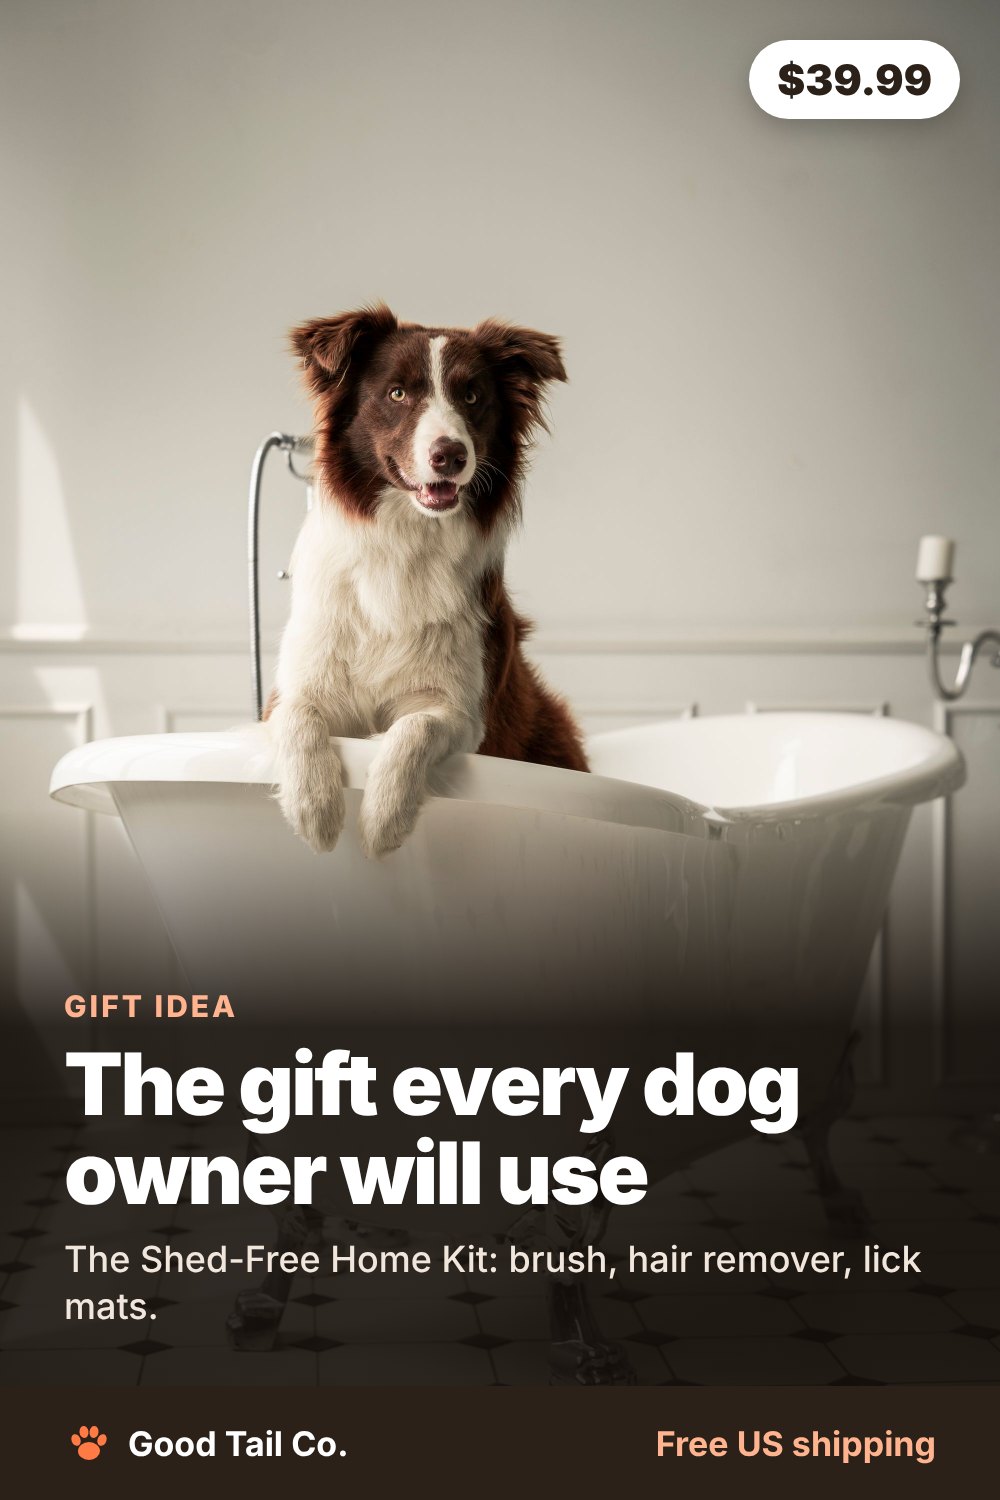 $39.99
GIFT IDEA
The gift every dog
owner will use
The Shed-Free Home Kit: brush, hair remover, lick
mats.
Good Tail Co.
Free US shipping